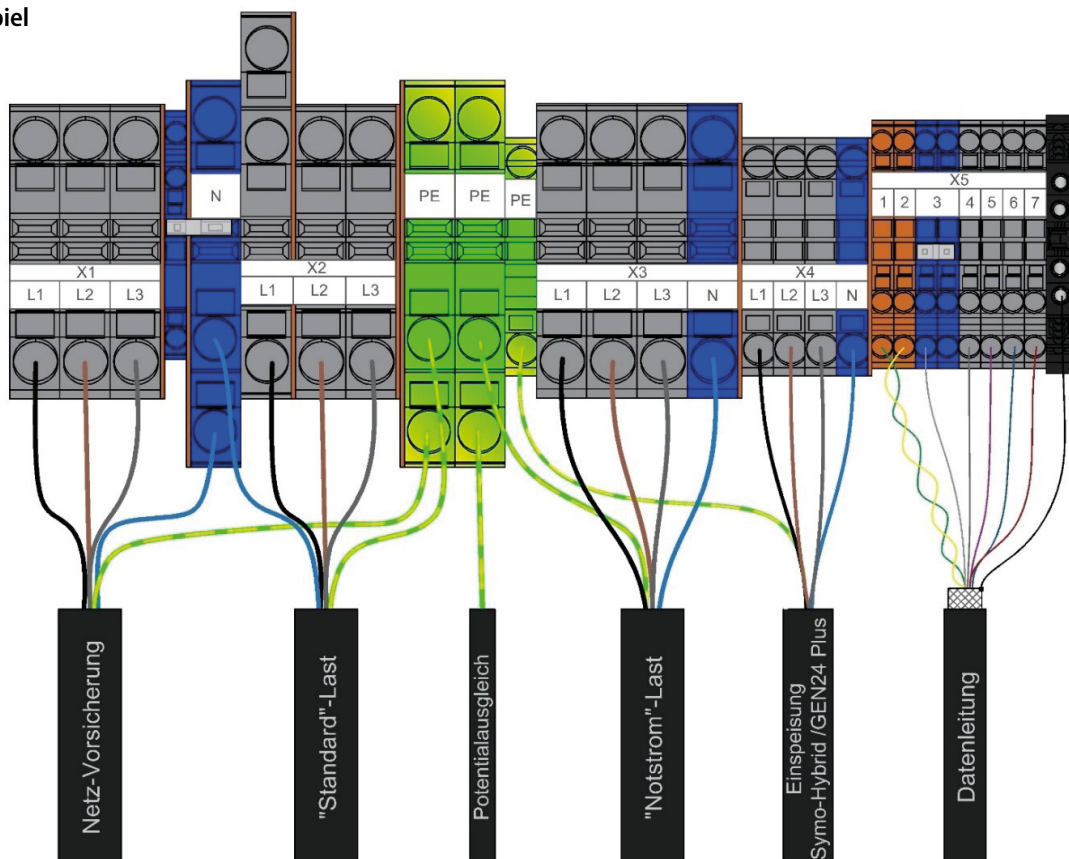 piel
N
PE PE PE
X5
1 2 3 4 5 6 7
X1
X2
X3
X4
L1 L2 L3
L1 L2 L3
L1 L2 L3 N
L1 L2 L3 N
Netz-Vorsicherung
"Standard"-Last
Potentialausgleich
"Notstrom"-Last
Einspeisung
Symo-Hybrid /GEN24 Plus
Datenleitung